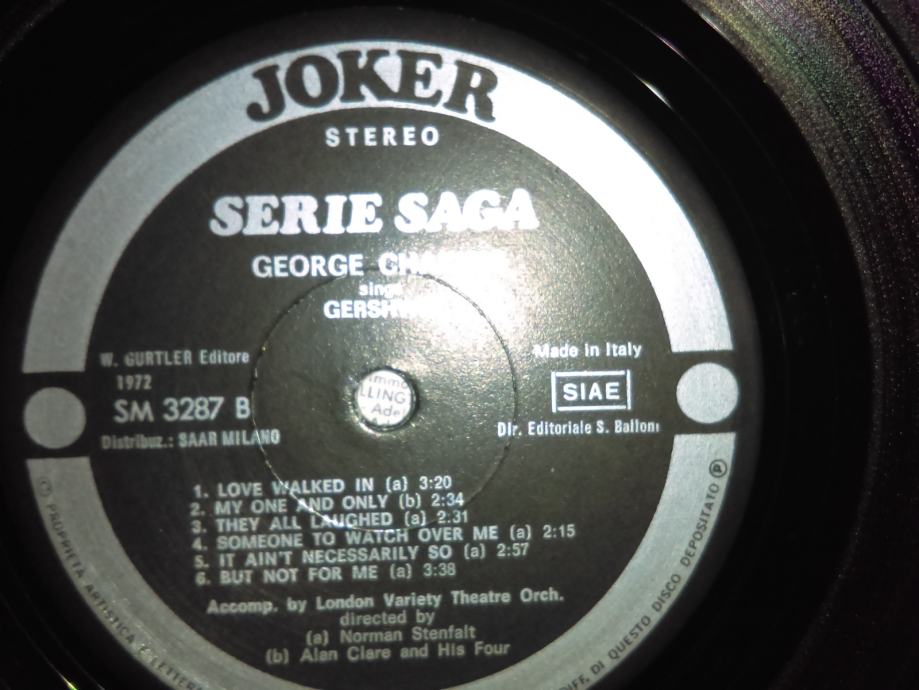 JOKER
STEREO
SERIE SAGA
GEORGE
sings
W. GURTLER Editore
1972
SM 3287 B
Distribuz.: SAAR MILANO
Made in Italy
SIAE
Dir. Editoriale S. Balloni
LLING
1. LOVE WALKED IN (a) 3:20
2. MY ONE AND ONLY (b) 2:34
3. THEY ALL LAUGHED (a) 2:31
4. SOMEONE TO WATCH OVER ME (a) 2:15
5. IT AIN'T NECESSARILY SO (a) 2:57
6. BUT NOT FOR ME (a) 3:38
Accomp. by London Variety Theatre Orch.
directed by
(a) Norman Stenfalt
(b) Alan Clare and His Four
© PROPRIETA ARTISTICA E
DI QUESTO DISCO DEPOSITATO ℗